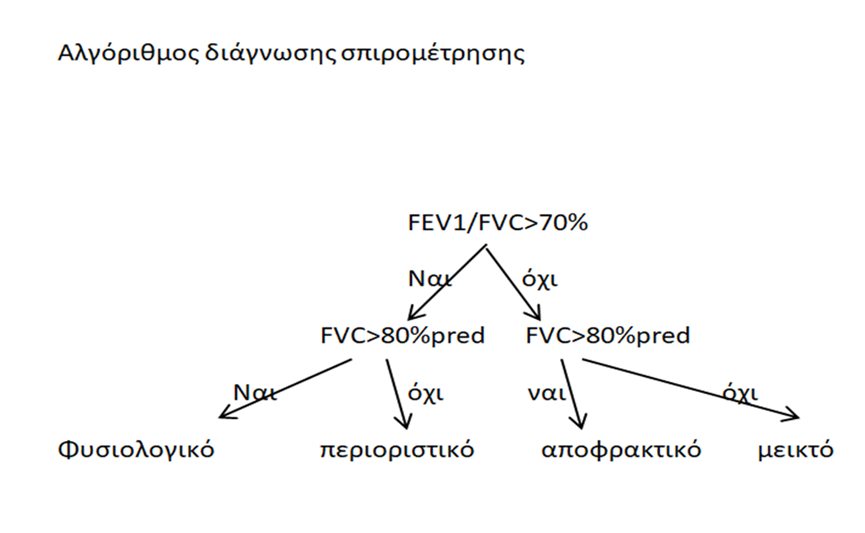 Αλγόριθμος διάγνωσης σπιρομέτρησης
FEV1/FVC>70%
Ναι όχι
FVC>80%pred FVC>80%pred
Ναι όχι ναι όχι
Φυσιολογικό περιοριστικό αποφρακτικό μεικτό